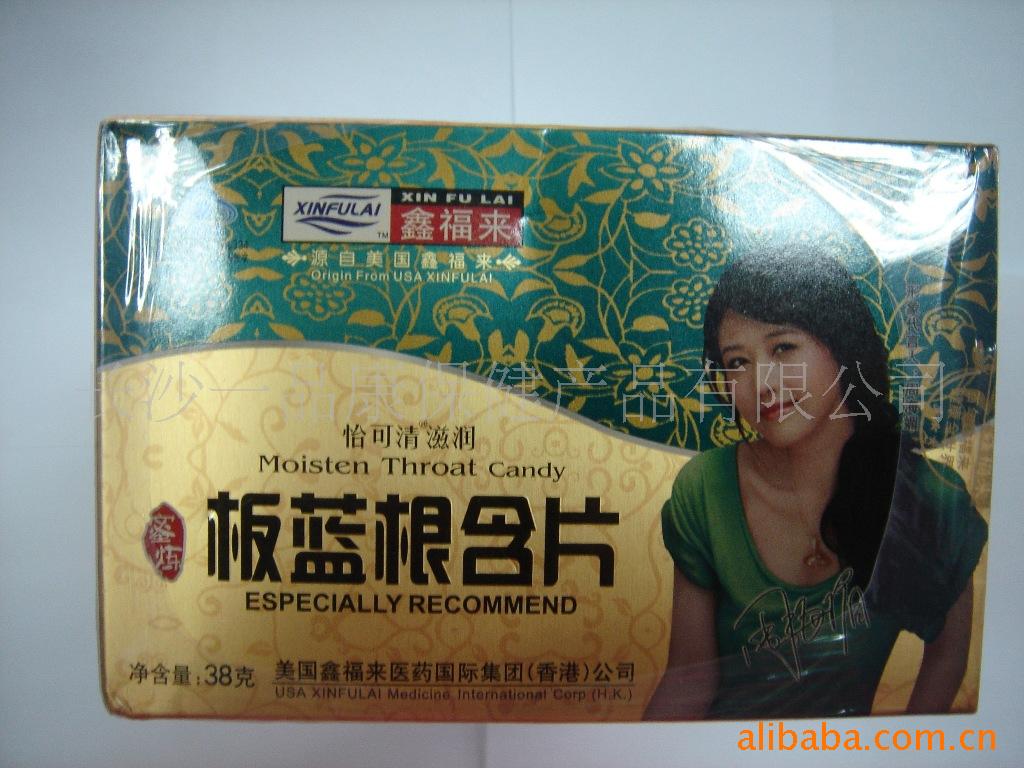 XIN FU LAI
XINFULAI
TM
鑫福来
源自美国鑫福来
Origin From USA XINFULAI
长沙一品康保健产品有限公司
怡可清 滋润
Moisten Throat Candy
蜜炼
板蓝根含片
ESPECIALLY RECOMMEND
净含量:38克
美国鑫福来医药国际集团(香港)公司
USA XINFULAI Medicine International Corp (H.K.)
alibaba.com.cn